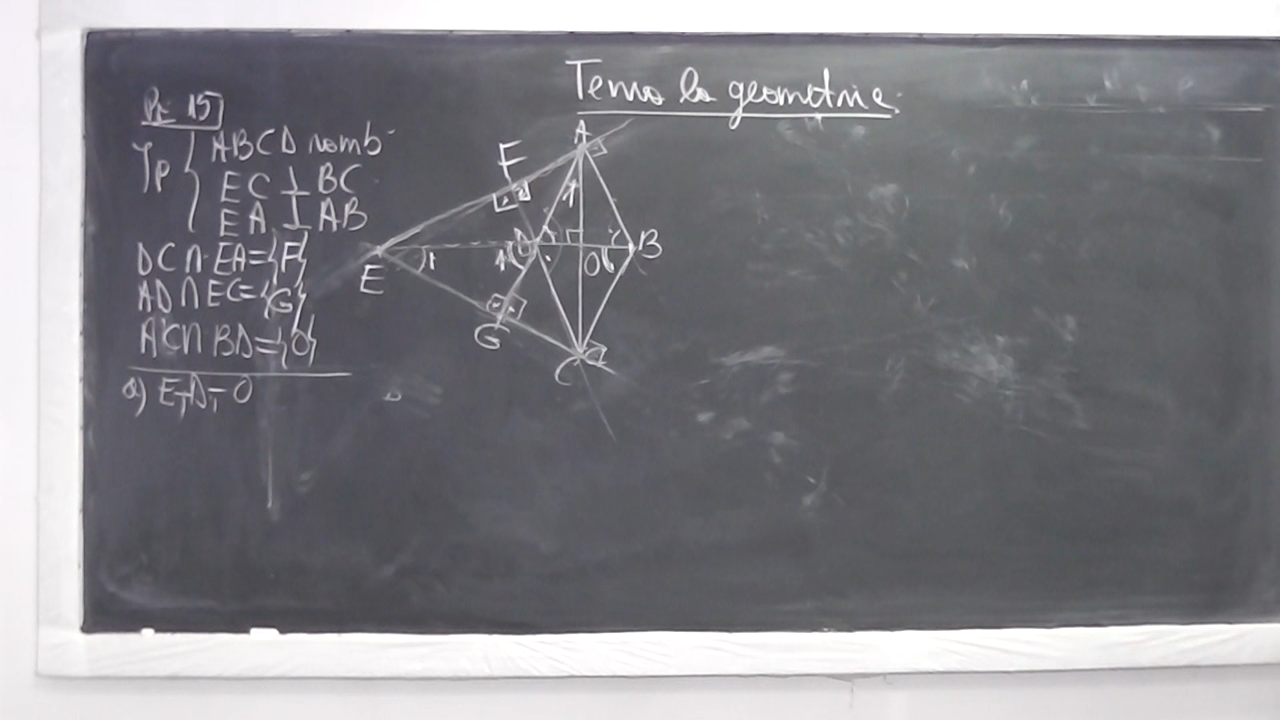 Tema la geometrie.
Pr 15
Ip { ABCD romb
EC ⊥ BC
EA ⊥ AB
DC ∩ EA = {F}
AD ∩ EC = {G}
AC ∩ BD = {O}
a) E, D, O
A
F
E
D
B
O
G
C